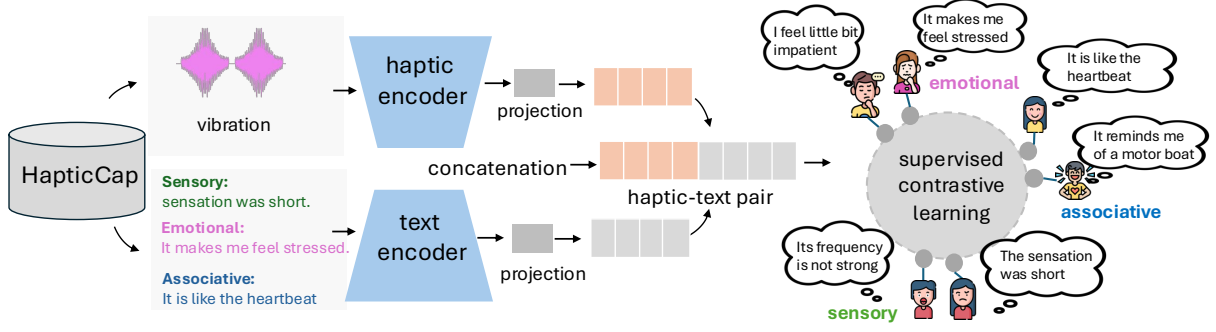 HapticCap
vibration
Sensory:
sensation was short.
Emotional:
It makes me feel stressed.
Associative:
It is like the heartbeat
haptic
encoder
projection
concatenation
haptic-text pair
text
encoder
projection
I feel little bit
impatient
It makes me
feel stressed
emotional
It is like the
heartbeat
It reminds me
of a motor boat
associative
supervised
contrastive
learning
Its frequency
is not strong
The sensation
was short
sensory